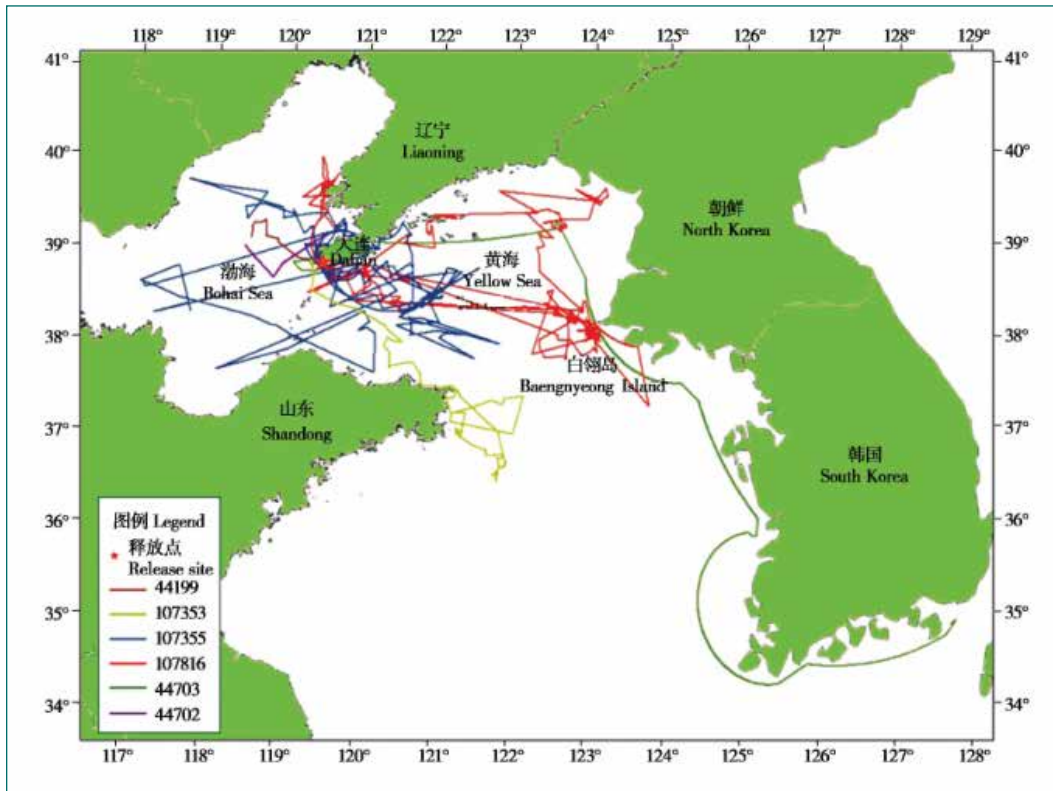 118° 119° 120° 121° 122° 123° 124° 125° 126° 127° 128° 129°
41° 41°
辽宁
Liaoning
40° 40°
朝鲜
North Korea
39° 39°
大连
Dalian
黄海
Yellow Sea
渤海
Bohai Sea
38° 38°
白翎岛
Baengnyeong Island
山东
Shandong
37° 37°
韩国
South Korea
图例 Legend
36° 36°
释放点
Release site
44199
35° 35°
107353
107355
107816
44703
34° 34°
44702
117° 118° 119° 120° 121° 122° 123° 124° 125° 126° 127° 128°